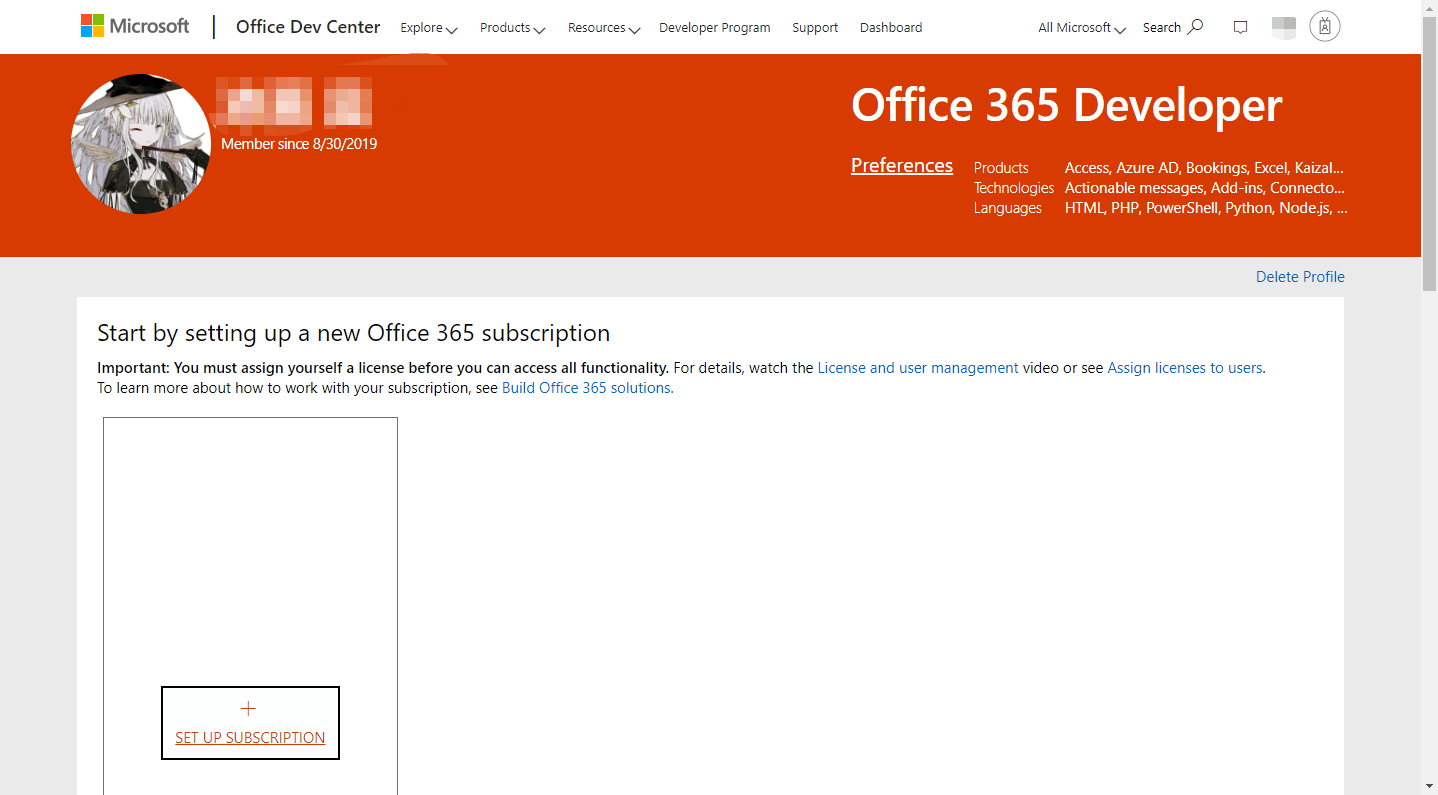 Microsoft Office Dev Center Explore Products Resources Developer Program Support Dashboard All Microsoft Search
Member since 8/30/2019
Office 365 Developer
Preferences
Products Access, Azure AD, Bookings, Excel, Kaizal...
Technologies Actionable messages, Add-ins, Connecto...
Languages HTML, PHP, PowerShell, Python, Node.js, ...
Delete Profile
Start by setting up a new Office 365 subscription
Important: You must assign yourself a license before you can access all functionality. For details, watch the License and user management video or see Assign licenses to users.
To learn more about how to work with your subscription, see Build Office 365 solutions.
+
SET UP SUBSCRIPTION